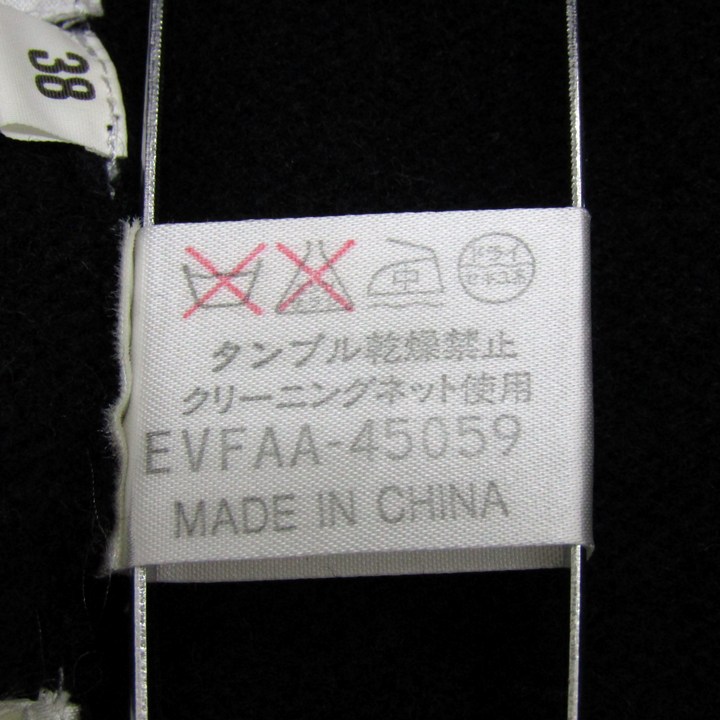 38
中 ドライ
セキユ系
タンブル乾燥禁止
クリーニングネット使用
EVFAA-45059
MADE IN CHINA